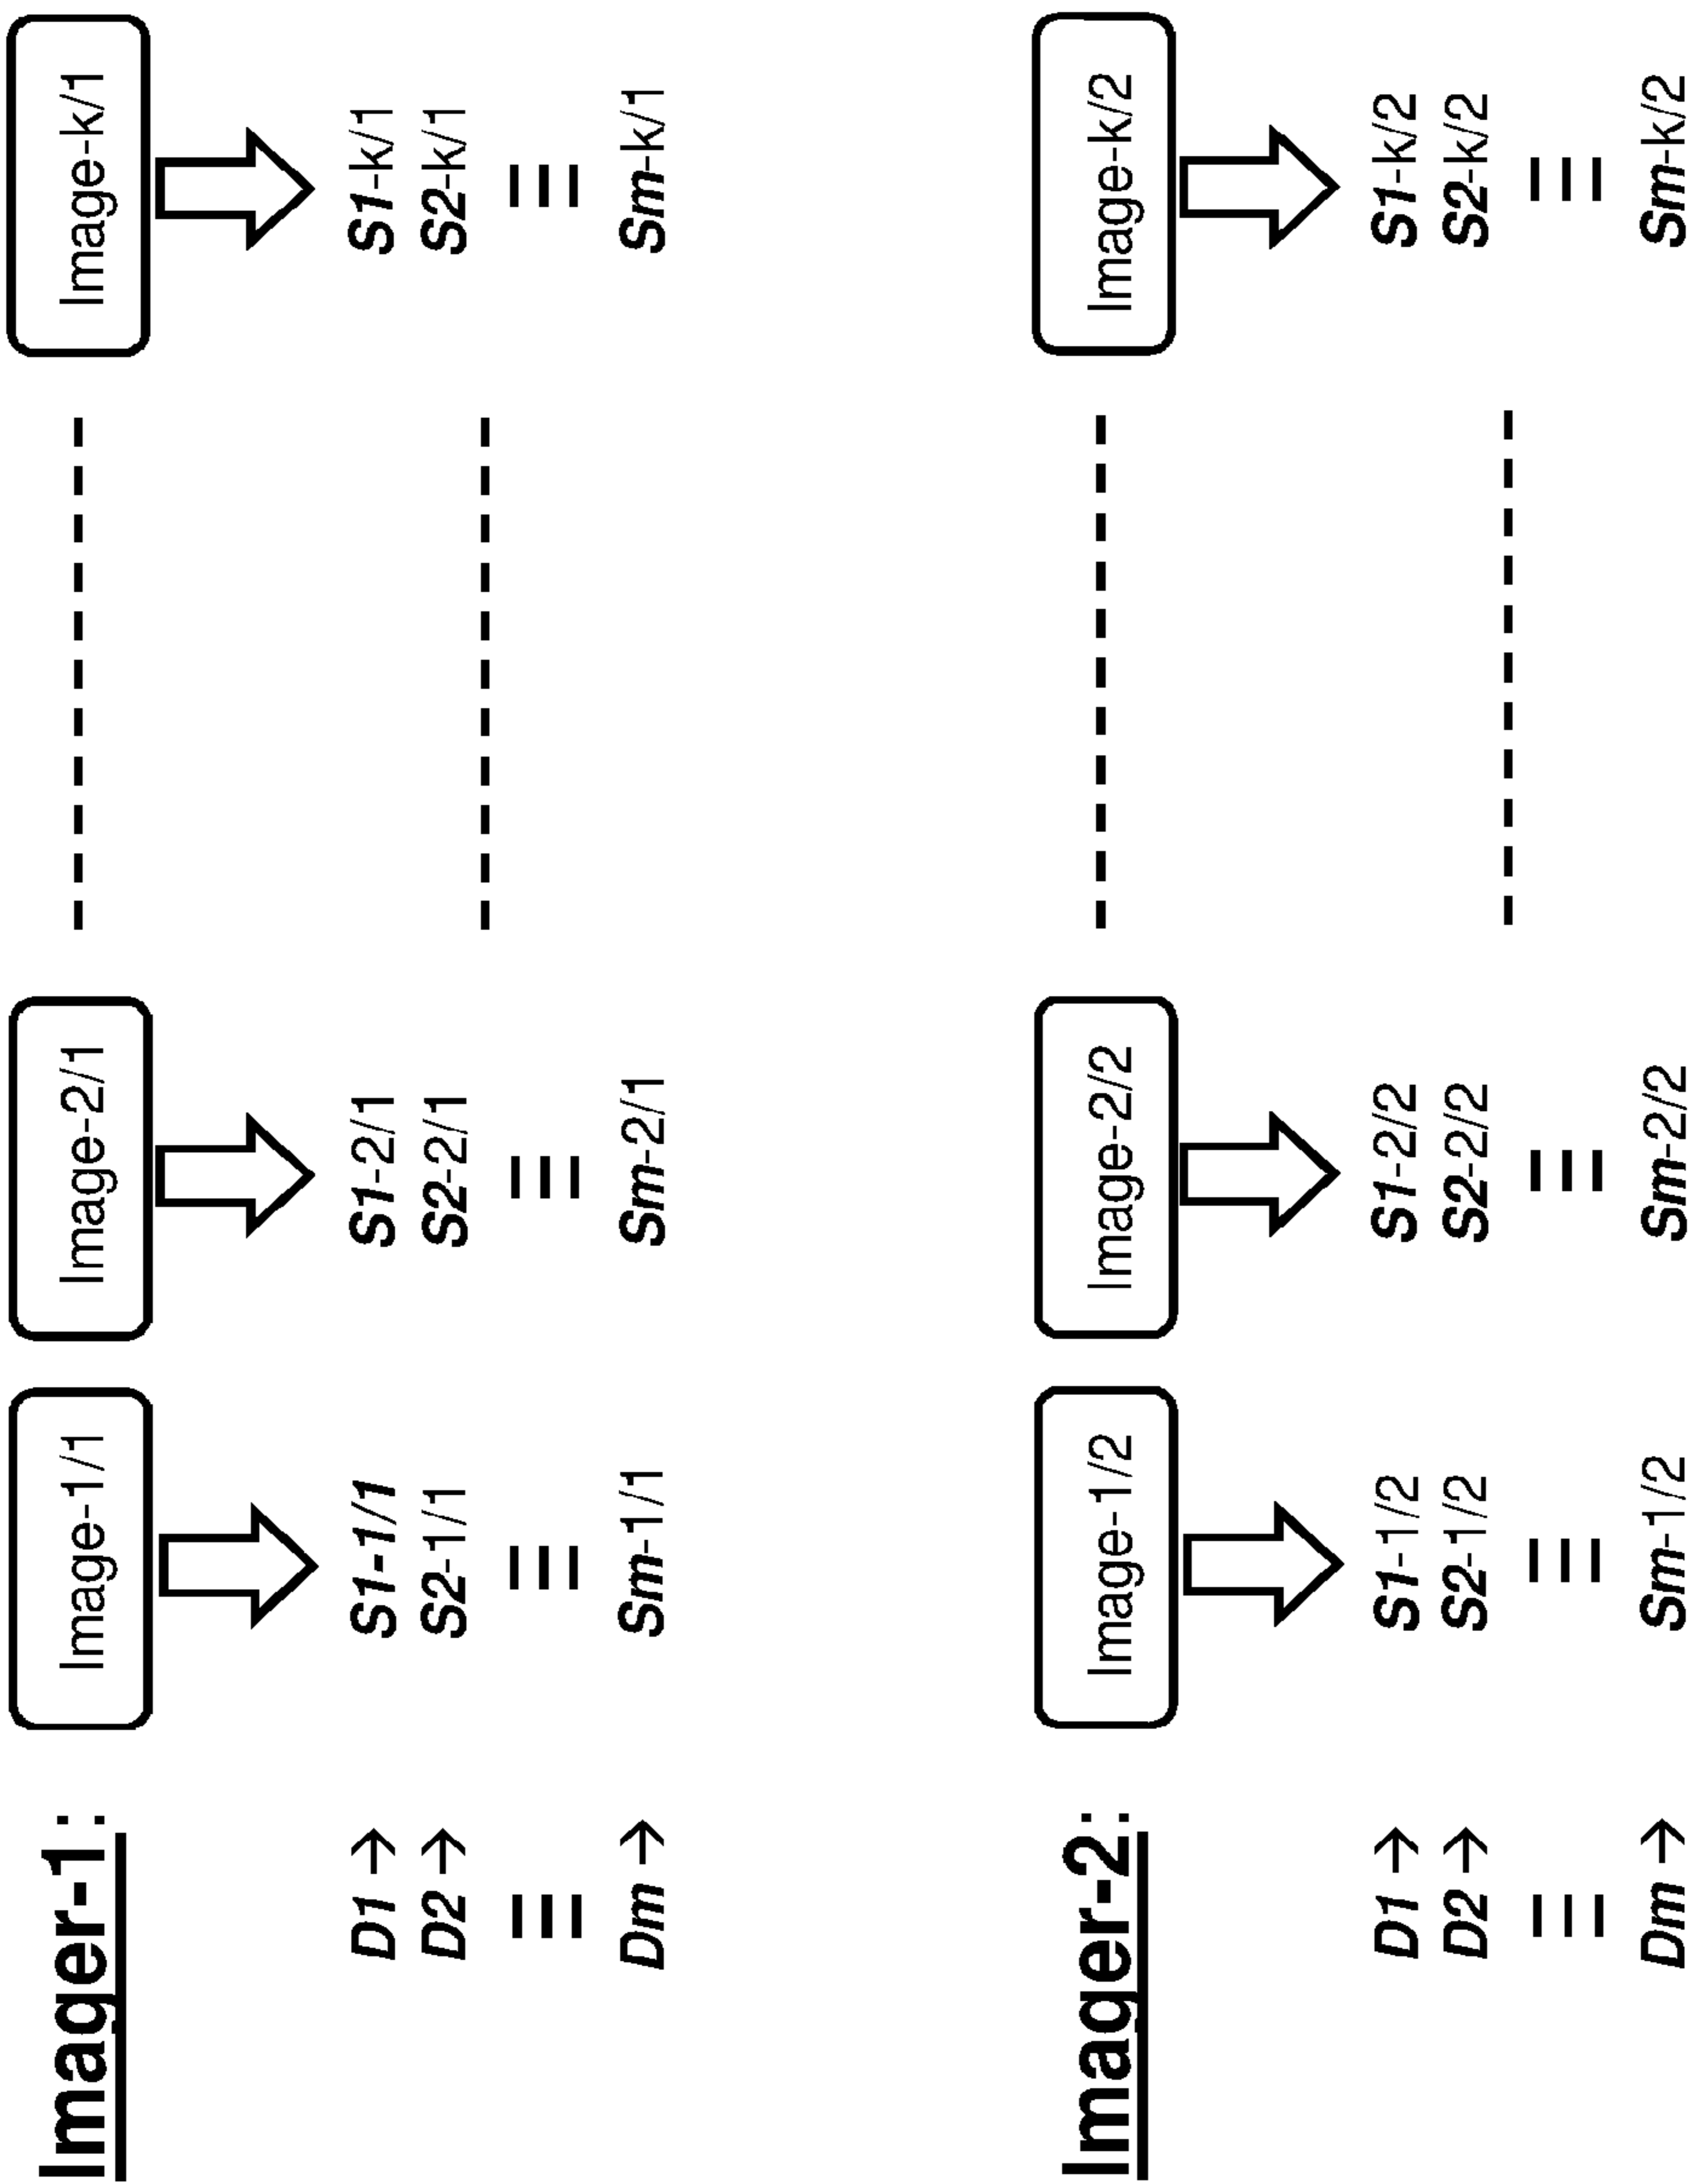 Imager-1: Image-1/1 Image-2/1 Image-k/1
D1 → S1-1/1 S1-2/1 S1-k/1
D2 → S2-1/1 S2-2/1 S2-k/1
Dm → Sm-1/1 Sm-2/1 Sm-k/1
Imager-2: Image-1/2 Image-2/2 Image-k/2
D1 → S1-1/2 S1-2/2 S1-k/2
D2 → S2-1/2 S2-2/2 S2-k/2
Dm → Sm-1/2 Sm-2/2 Sm-k/2